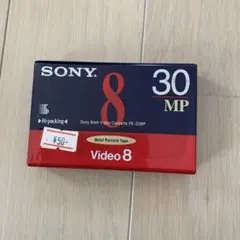 SONY
8
30
MP
Hi-packing
Sony 8mm Video Cassette P6-30MP
¥50-
Metal Particle Tape
Video 8